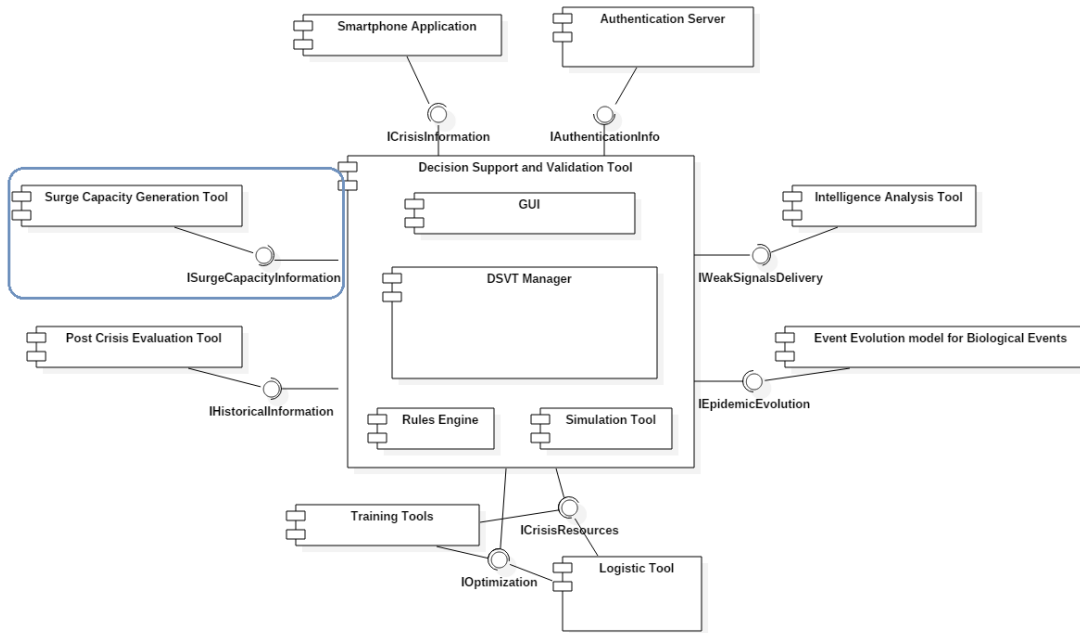 Smartphone Application
Authentication Server
ICrisisInformation
IAuthenticationInfo
Decision Support and Validation Tool
Surge Capacity Generation Tool
GUI
Intelligence Analysis Tool
ISurgeCapacityInformation
DSVT Manager
IWeakSignalsDelivery
Post Crisis Evaluation Tool
Event Evolution model for Biological Events
IHistoricalInformation
IEpidemicEvolution
Rules Engine
Simulation Tool
Training Tools
ICrisisResources
IOptimization
Logistic Tool